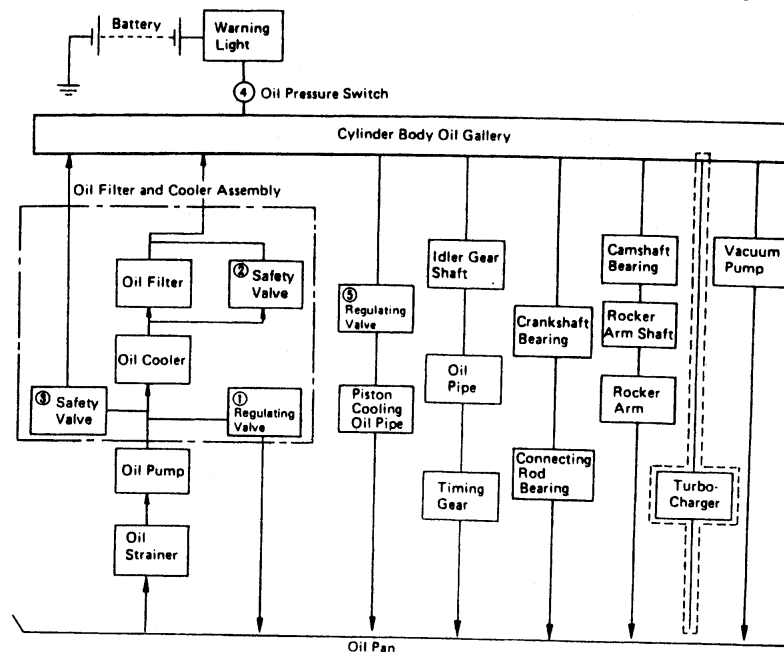 Battery
Warning
Light
④ Oil Pressure Switch
Cylinder Body Oil Gallery
Oil Filter and Cooler Assembly
Oil Filter
② Safety
Valve
Oil Cooler
③ Safety
Valve
① Regulating
Valve
Oil Pump
Oil
Strainer
⑤ Regulating
Valve
Piston
Cooling
Oil Pipe
Idler Gear
Shaft
Oil
Pipe
Timing
Gear
Crankshaft
Bearing
Connecting
Rod
Bearing
Camshaft
Bearing
Rocker
Arm Shaft
Rocker
Arm
Turbo-
Charger
Vacuum
Pump
Oil Pan